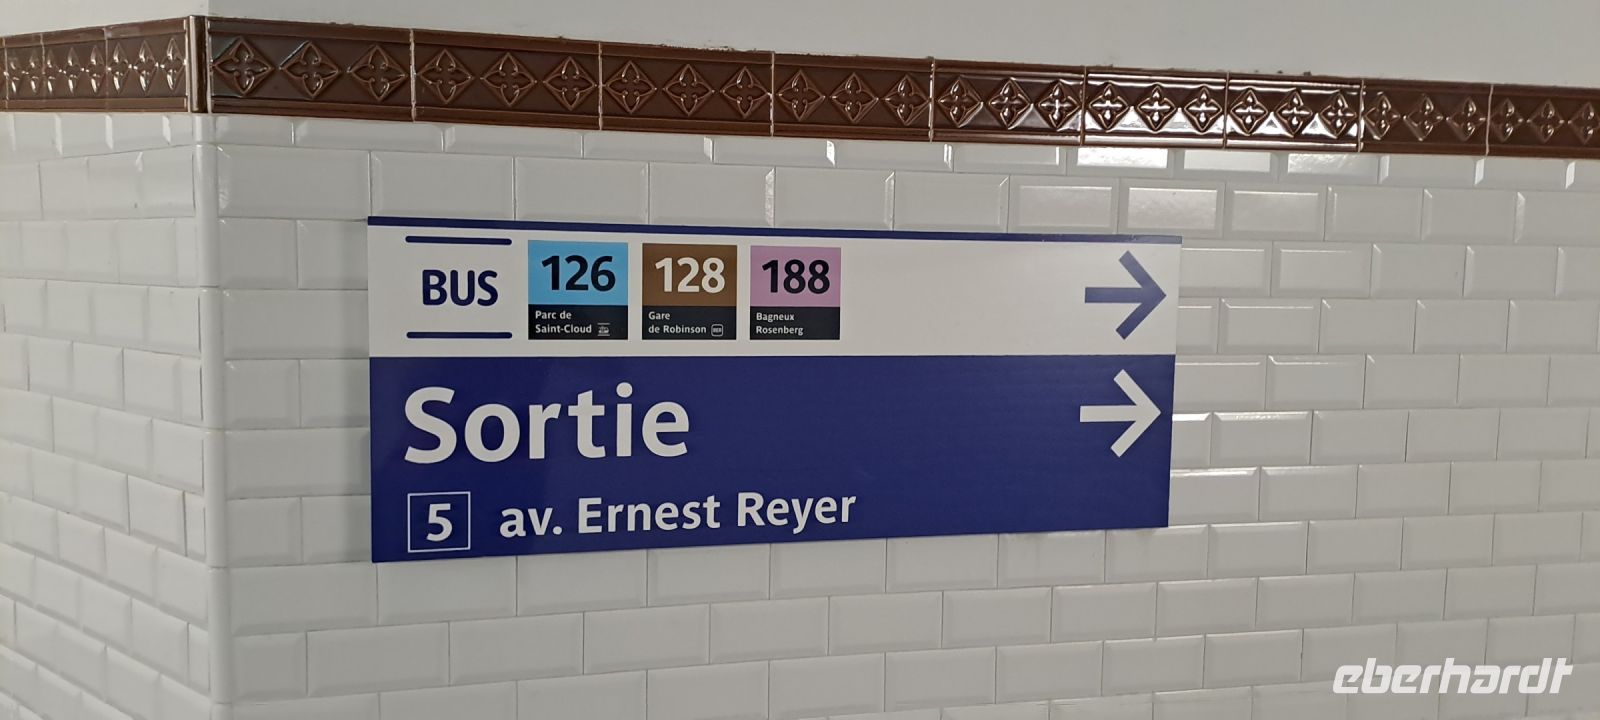 BUS 126 128 188
Parc de Gare Bagneux
Saint-Cloud de Robinson RER Rosenberg
Sortie
5 av. Ernest Reyer
eberhardt